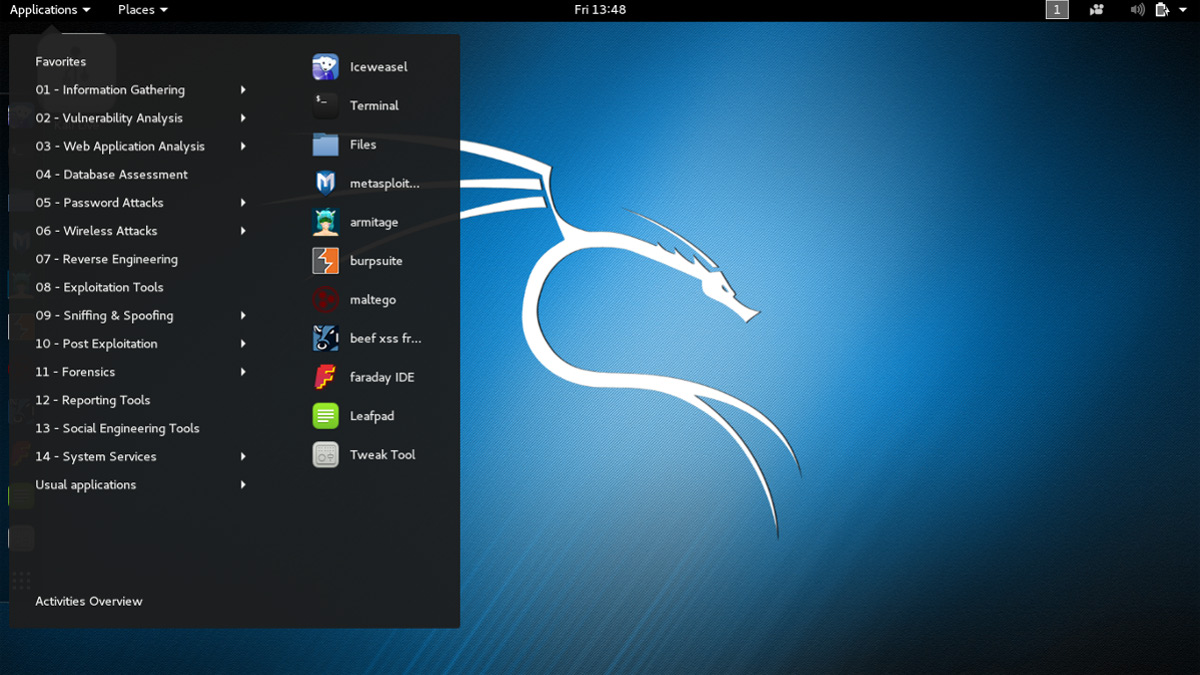 Applications Places Fri 13:48 1
Favorites
01 - Information Gathering
02 - Vulnerability Analysis
03 - Web Application Analysis
04 - Database Assessment
05 - Password Attacks
06 - Wireless Attacks
07 - Reverse Engineering
08 - Exploitation Tools
09 - Sniffing & Spoofing
10 - Post Exploitation
11 - Forensics
12 - Reporting Tools
13 - Social Engineering Tools
14 - System Services
Usual applications
Activities Overview
Iceweasel
$_
Terminal
Files
metasploit...
armitage
burpsuite
maltego
beef xss fr...
faraday IDE
Leafpad
Tweak Tool